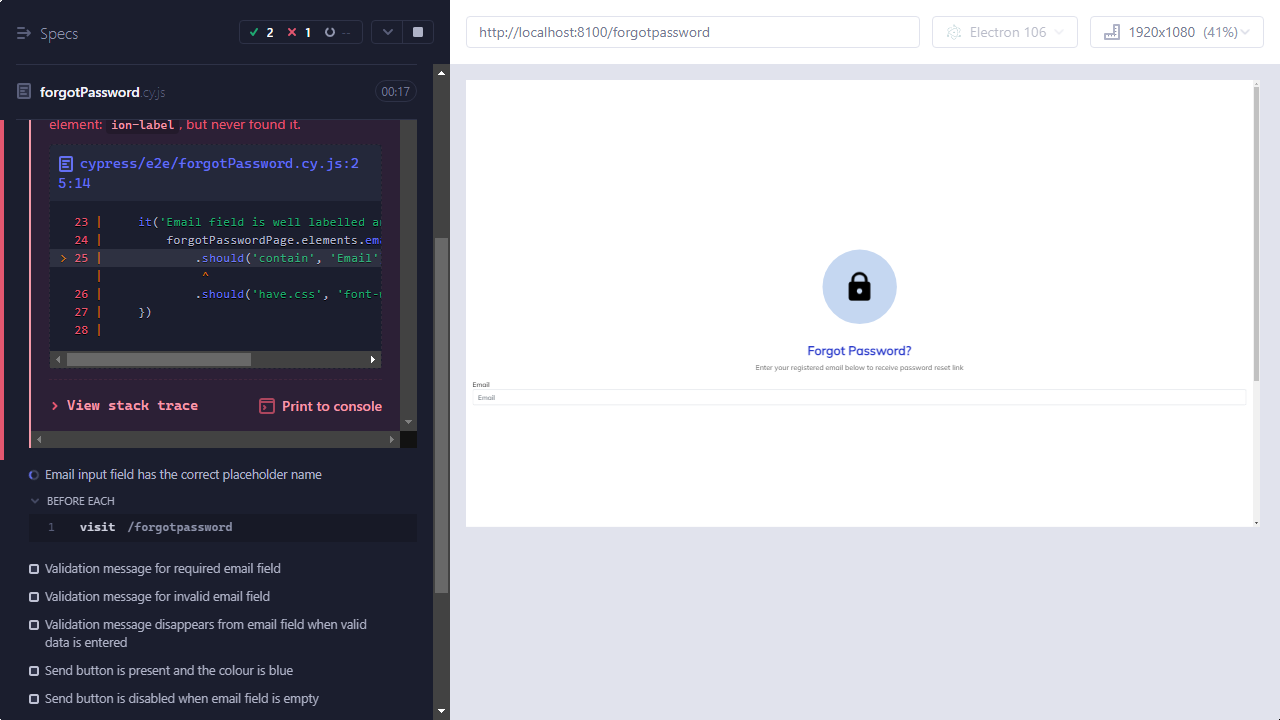 Specs
2
1
--
forgotPassword.cy.js
00:17
element: ion-label , but never found it.
cypress/e2e/forgotPassword.cy.js:2
5:14
23 | it('Email field is well labelled an
24 | forgotPasswordPage.elements.ema
> 25 | .should('contain', 'Email'
| ^
26 | .should('have.css', 'font-w
27 | })
28 |
> View stack trace
Print to console
Email input field has the correct placeholder name
BEFORE EACH
1 visit /forgotpassword
Validation message for required email field
Validation message for invalid email field
Validation message disappears from email field when valid
data is entered
Send button is present and the colour is blue
Send button is disabled when email field is empty
http://localhost:8100/forgotpassword
Electron 106
1920x1080 (41%)
Forgot Password?
Enter your registered email below to receive password reset link
Email
Email